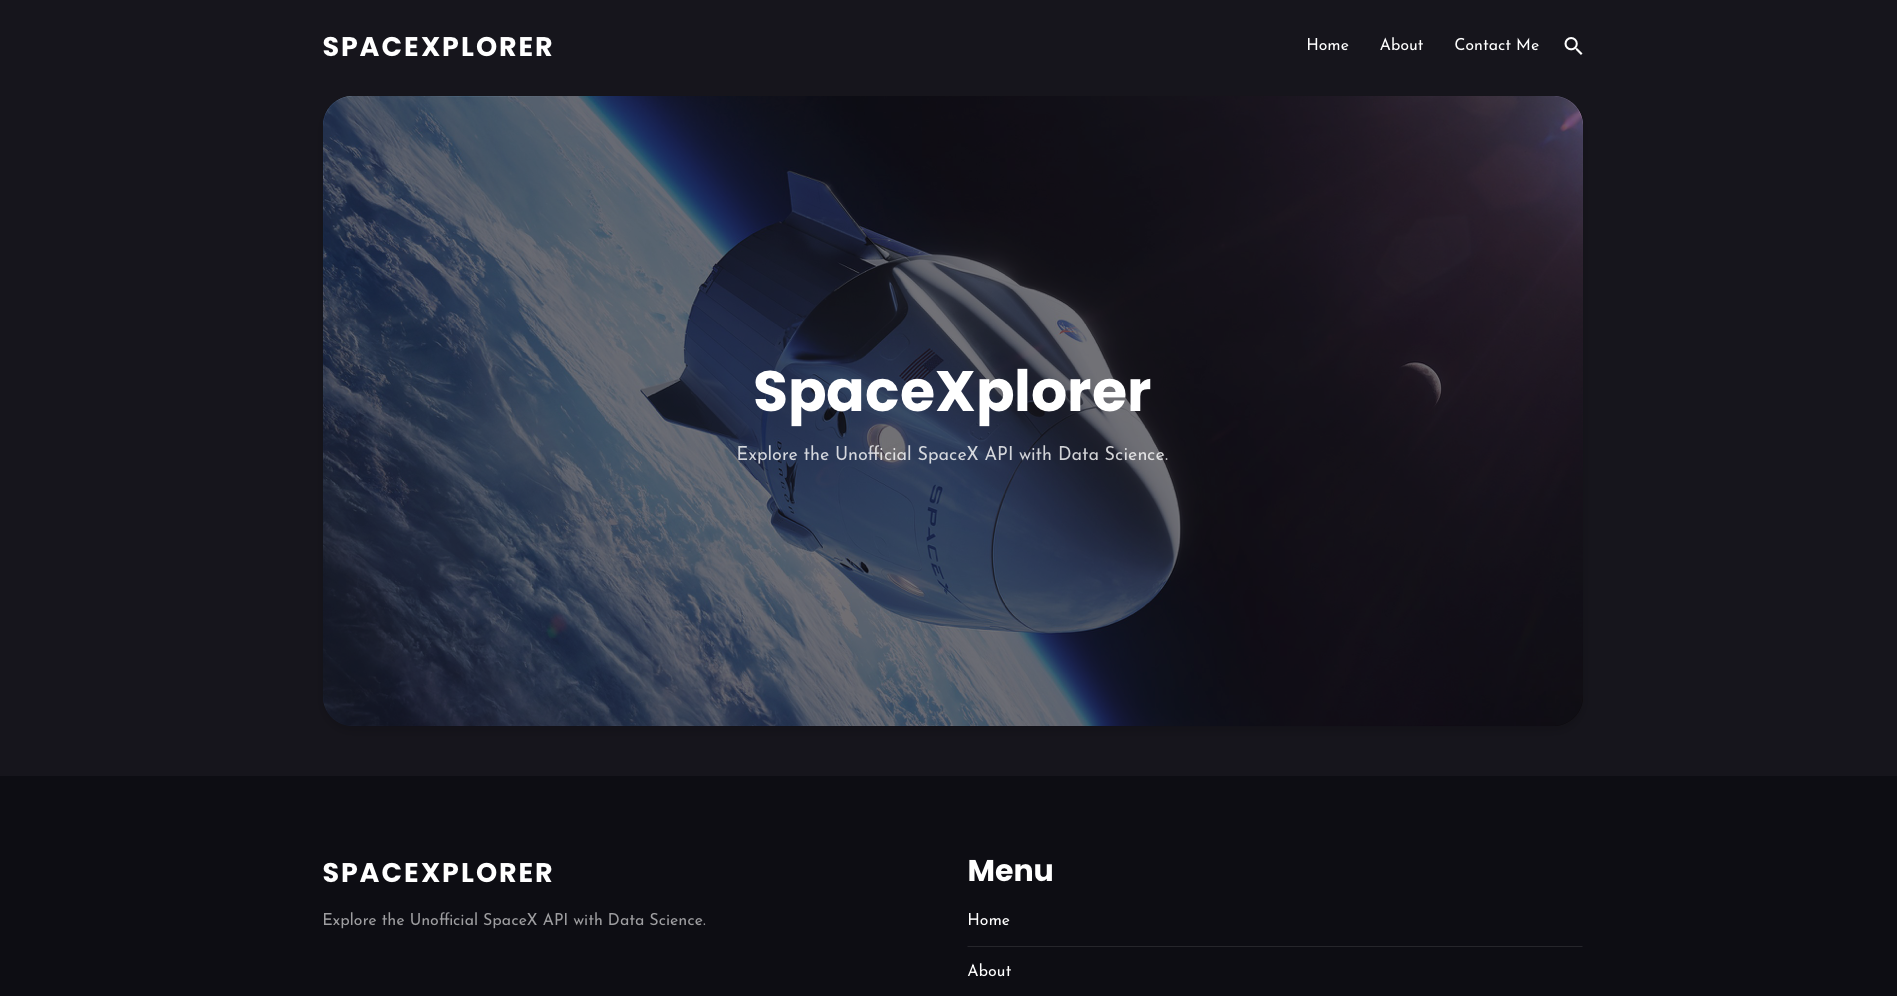 SPACEXPLORER
Home About Contact Me
SpaceXplorer
Explore the Unofficial SpaceX API with Data Science.
SPACEX
SPACEXPLORER
Menu
Explore the Unofficial SpaceX API with Data Science.
Home
About